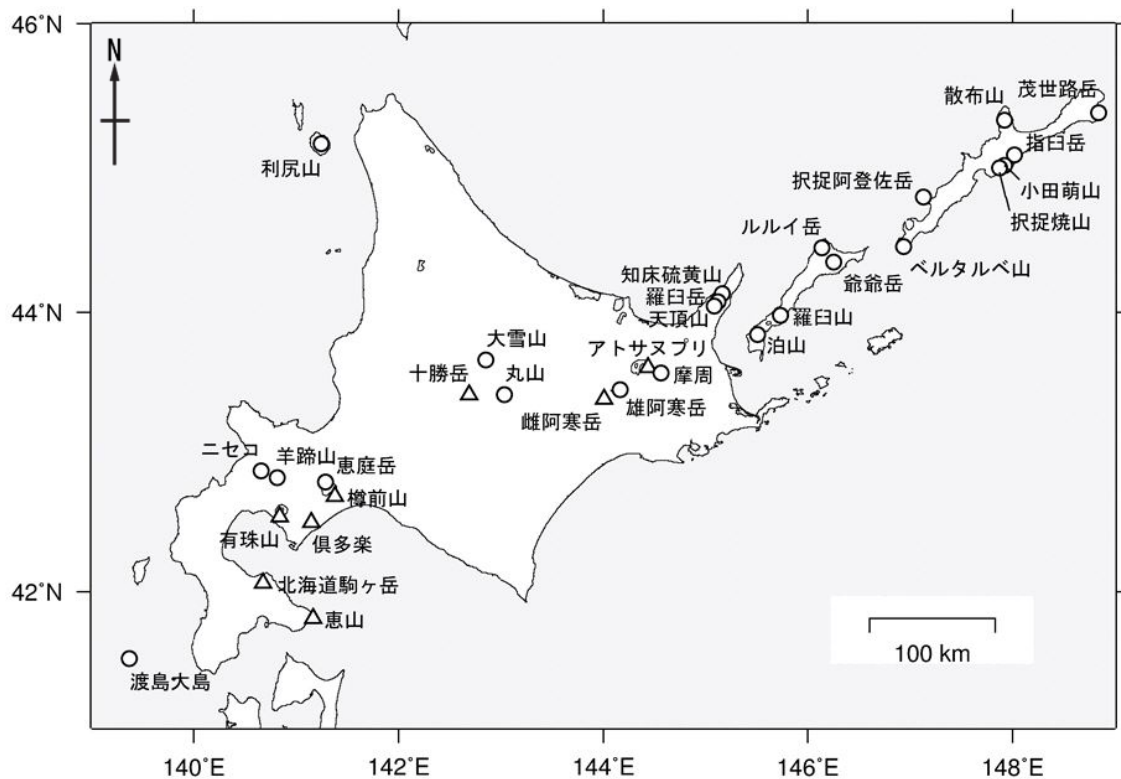 46°N
N
茂世路岳
散布山
指臼岳
利尻山
択捉阿登佐岳
小田萌山
択捉焼山
ルルイ岳
ベルタルベ山
知床硫黄山
爺爺岳
羅臼岳
44°N
天頂山
羅臼山
大雪山
アトサヌプリ
泊山
十勝岳
丸山
摩周
雌阿寒岳
雄阿寒岳
ニセコ
羊蹄山
恵庭岳
樽前山
有珠山
倶多楽
42°N
北海道駒ヶ岳
恵山
100 km
渡島大島
140°E
142°E
144°E
146°E
148°E